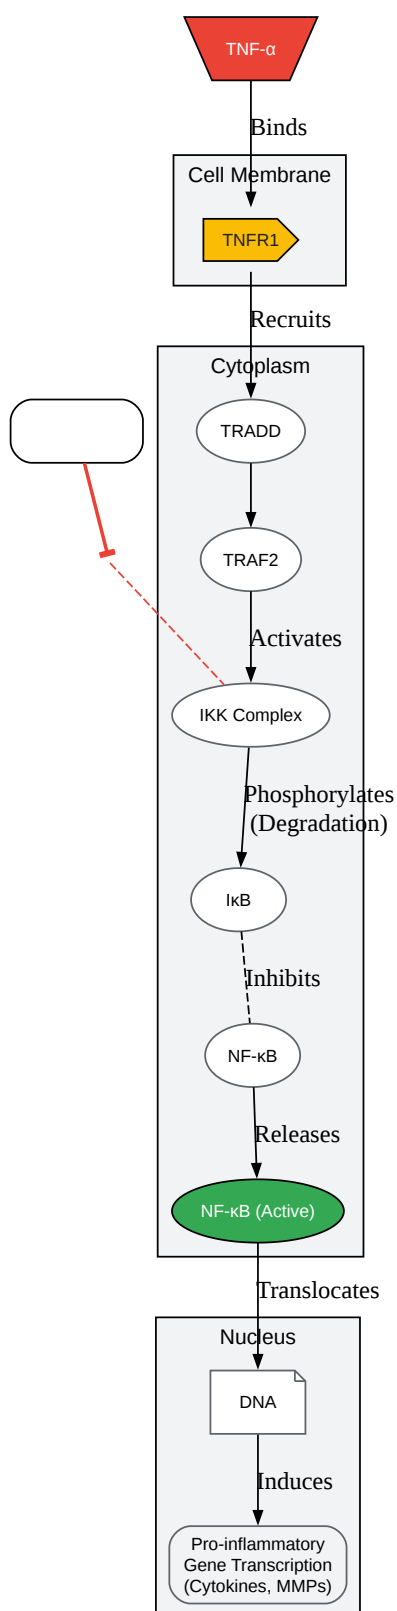 TNF-α
Binds
Cell Membrane
TNFR1
Recruits
Cytoplasm
TRADD
TRAF2
Activates
IKK Complex
Phosphorylates
(Degradation)
IκB
Inhibits
NF-κB
Releases
NF-κB (Active)
Translocates
Nucleus
DNA
Induces
Pro-inflammatory
Gene Transcription
(Cytokines, MMPs)